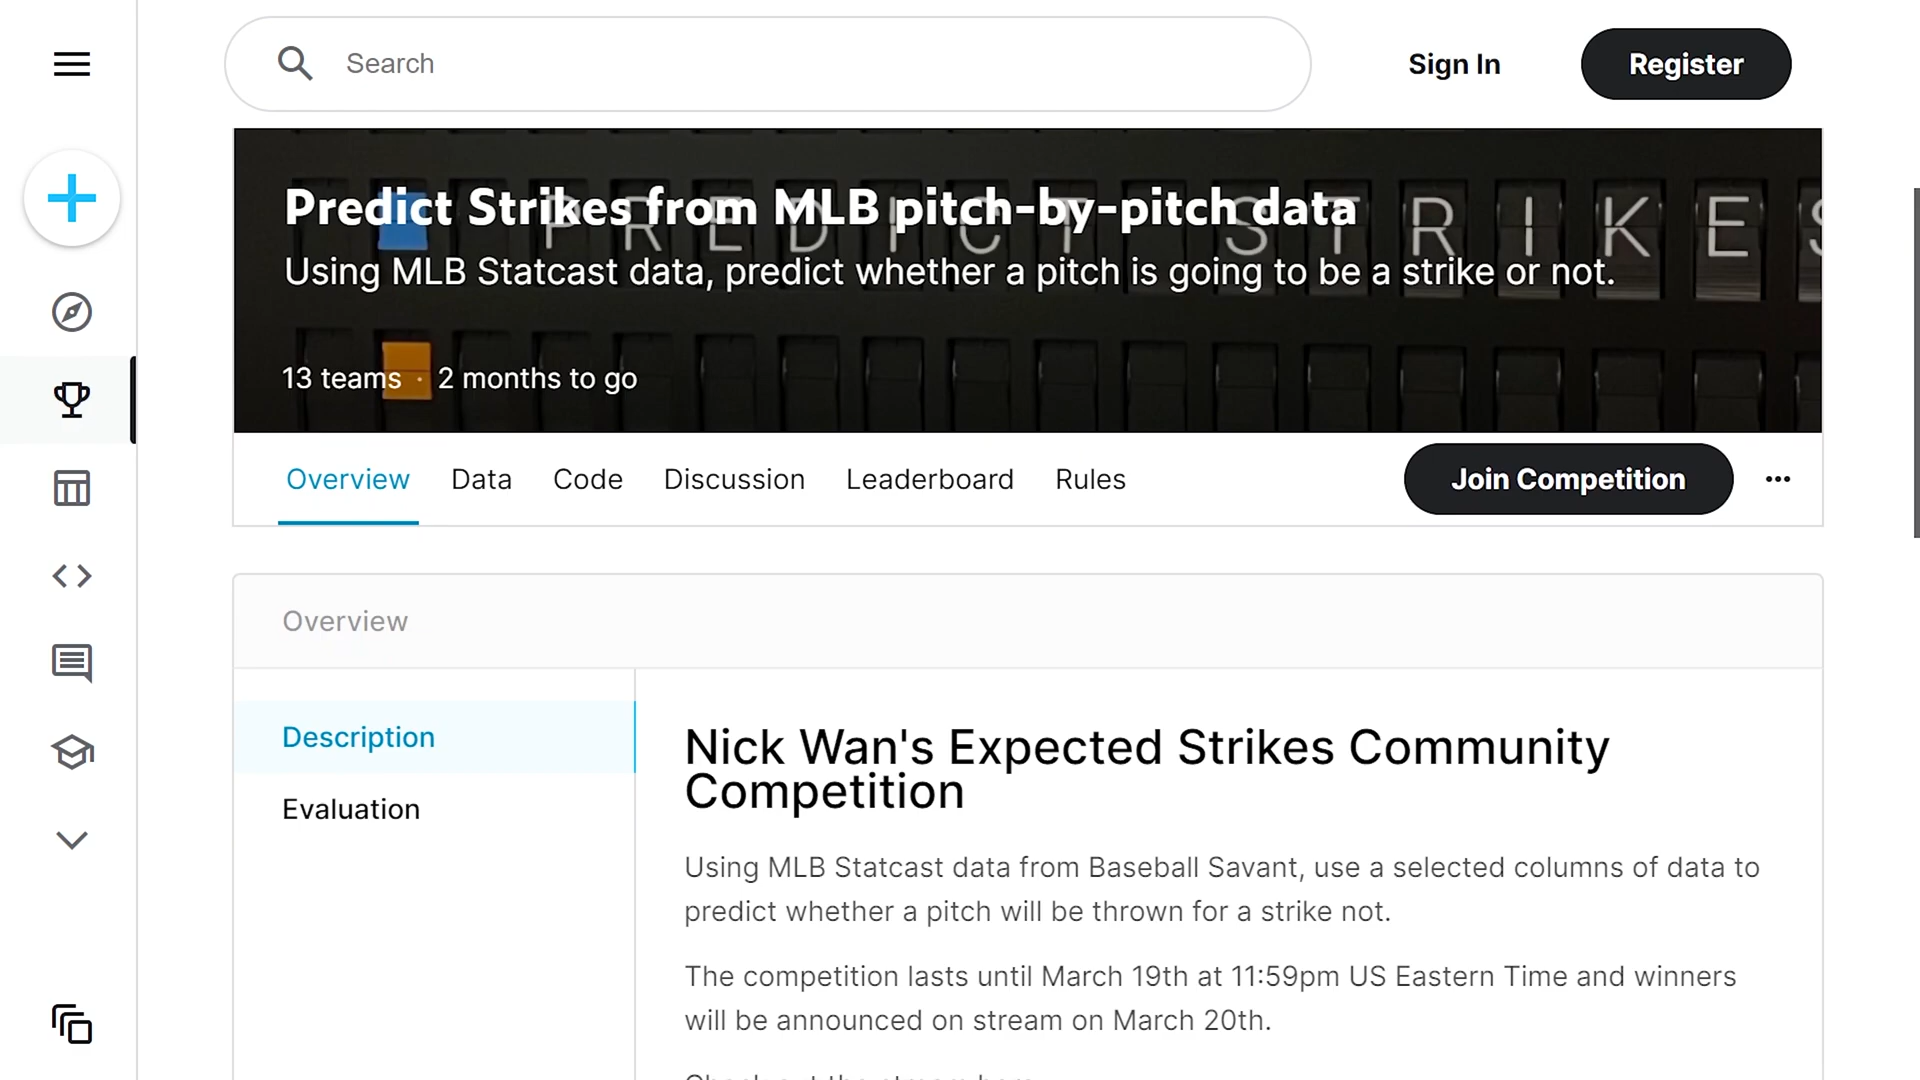 Search
Sign In
Register
Predict Strikes from MLB pitch-by-pitch data
PREDICT STRIKES
Using MLB Statcast data, predict whether a pitch is going to be a strike or not.
13 teams · 2 months to go
Overview
Data
Code
Discussion
Leaderboard
Rules
Join Competition
Overview
Description
Evaluation
Nick Wan's Expected Strikes Community
Competition
Using MLB Statcast data from Baseball Savant, use a selected columns of data to
predict whether a pitch will be thrown for a strike not.
The competition lasts until March 19th at 11:59pm US Eastern Time and winners
will be announced on stream on March 20th.